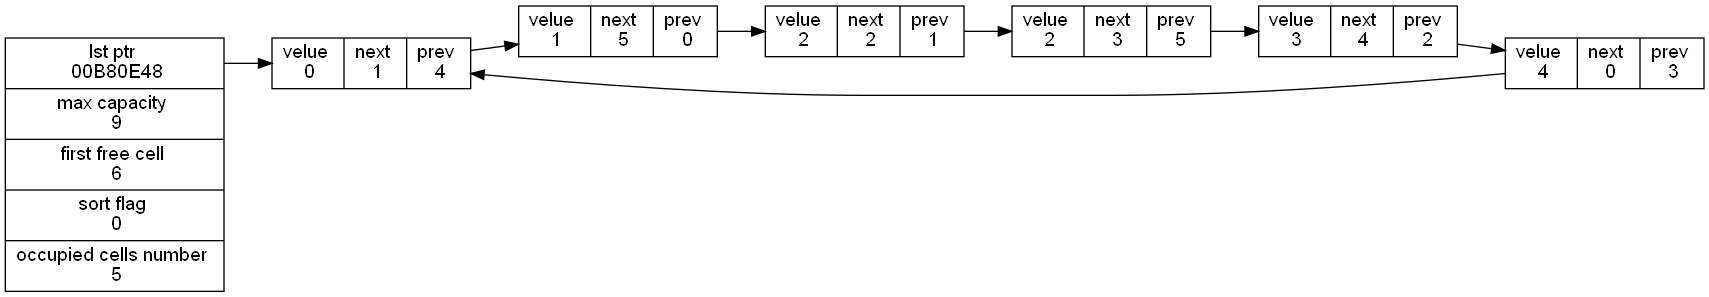 lst ptr
00B80E48
max capacity
9
first free cell
6
sort flag
0
occupied cells number
5
velue next prev
0 1 4
velue next prev
1 5 0
velue next prev
2 2 1
velue next prev
2 3 5
velue next prev
3 4 2
velue next prev
4 0 3